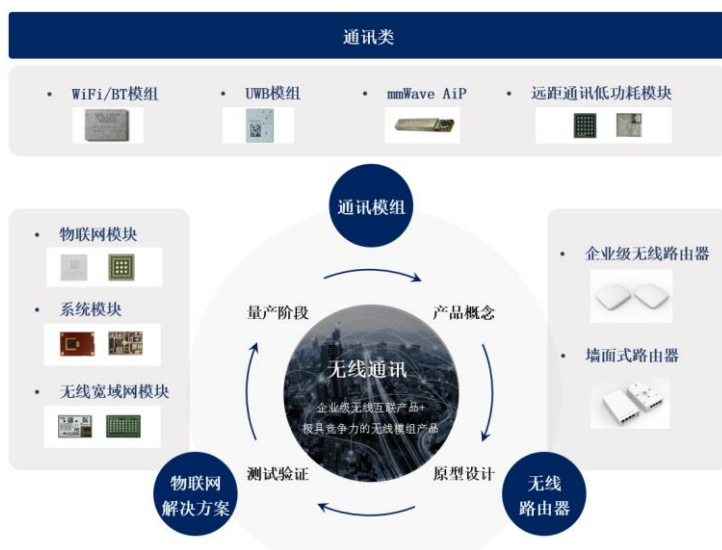 通讯类
• WiFi/BT模组
• UWB模组
• mmWave AiP
• 远距通讯低功耗模块
通讯模组
• 物联网模块
• 系统模块
• 无线宽域网模块
• 企业级无线路由器
• 墙面式路由器
量产阶段
产品概念
无线通讯
企业级无线互联产品+
极具竞争力的无线模组产品
测试验证
原型设计
物联网
解决方案
无线
路由器